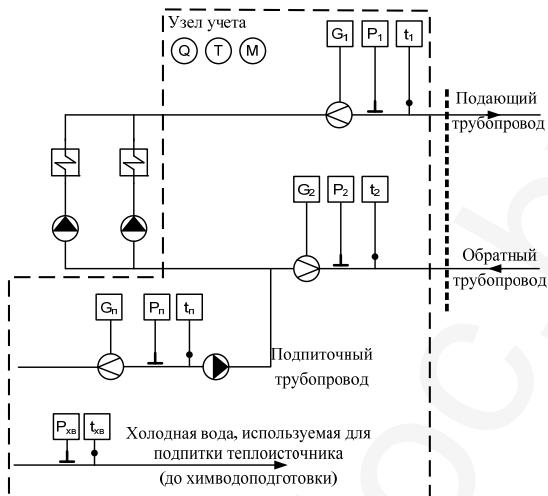 Узел учета
Q T M
G1 P1 t1
Подающий
трубопровод
G2 P2 t2
Обратный
трубопровод
Gп Pп tп
Подпиточный
трубопровод
Pхв tхв
Холодная вода, используемая для
подпитки теплоисточника
(до химводоподготовки)